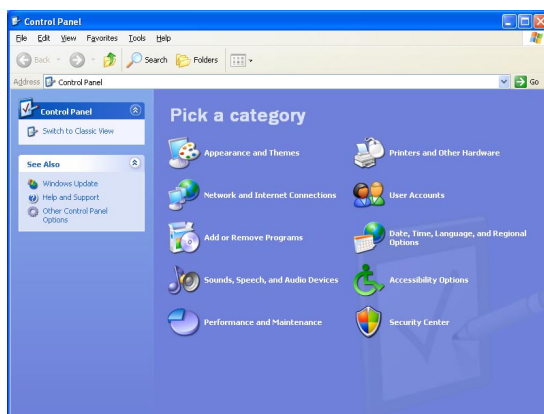 Control Panel
File Edit View Favorites Tools Help
Back Search Folders
Address Control Panel Go
Control Panel
Switch to Classic View
See Also
Windows Update
Help and Support
Other Control Panel
Options
Pick a category
Appearance and Themes
Printers and Other Hardware
Network and Internet Connections
User Accounts
Add or Remove Programs
Date, Time, Language, and Regional
Options
Sounds, Speech, and Audio Devices
Accessibility Options
Performance and Maintenance
Security Center